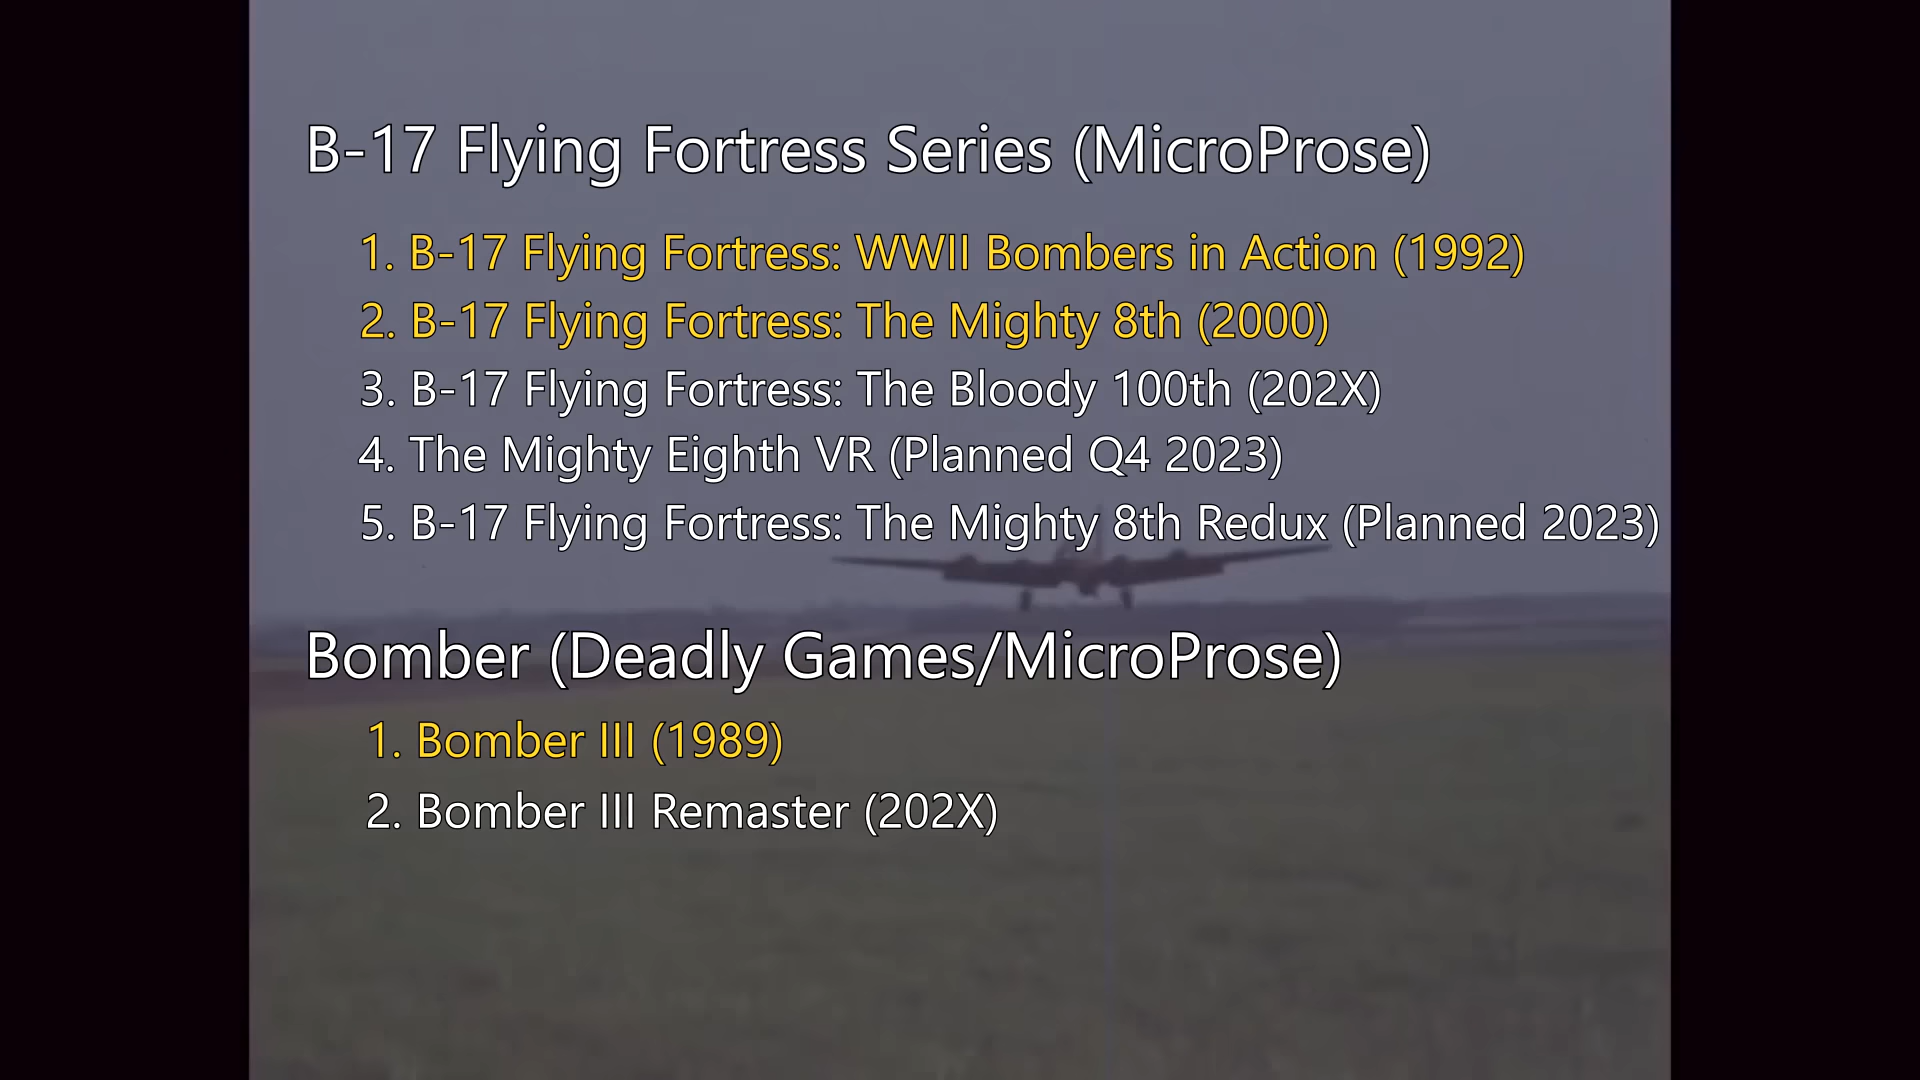 B-17 Flying Fortress Series (MicroProse)
1. B-17 Flying Fortress: WWII Bombers in Action (1992)
2. B-17 Flying Fortress: The Mighty 8th (2000)
3. B-17 Flying Fortress: The Bloody 100th (202X)
4. The Mighty Eighth VR (Planned Q4 2023)
5. B-17 Flying Fortress: The Mighty 8th Redux (Planned 2023)
Bomber (Deadly Games/MicroProse)
1. Bomber III (1989)
2. Bomber III Remaster (202X)